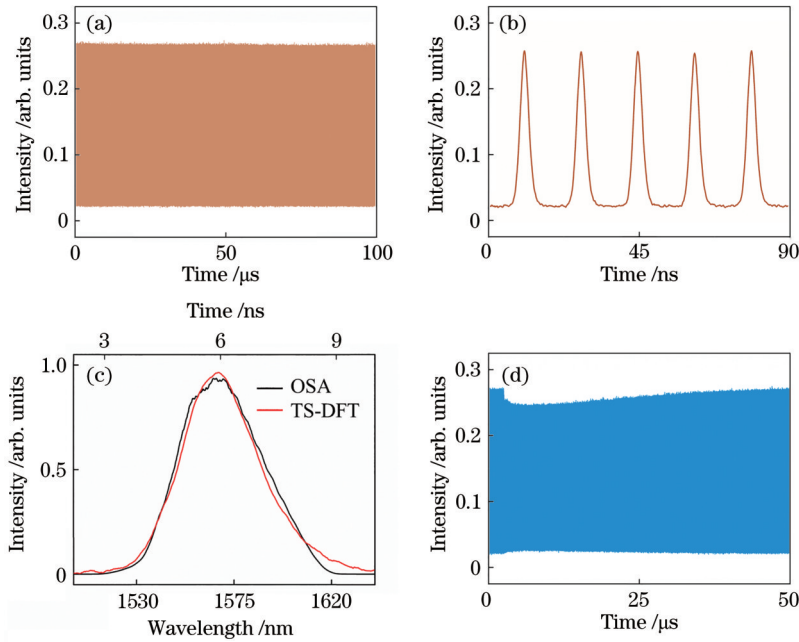 (a)
Intensity /arb. units
0.3
0.2
0.1
0
0
50
100
Time /μs
(b)
Intensity /arb. units
0.3
0.2
0.1
0
0
45
90
Time /ns
Time /ns
3
6
9
(c)
OSA
TS-DFT
Intensity /arb. units
1.0
0.5
0
1530
1575
1620
Wavelength /nm
(d)
Intensity /arb. units
0.3
0.2
0.1
0
0
25
50
Time /μs